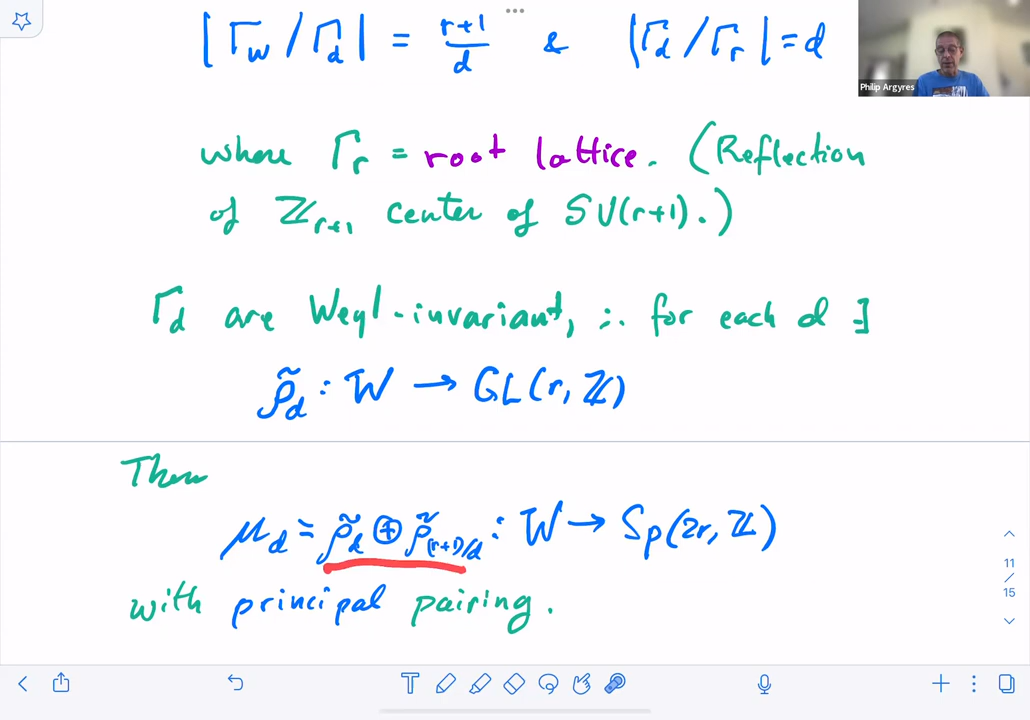 |Γ_w/Γ_d| = (r+1)/d & |Γ_d/Γ_r| = d
Philip Argyres
where Γ_r = root lattice. (Reflection
of ℤ_{r+1} center of SU(r+1).)
Γ_d are Weyl-invariant, ∴ for each d ∃
ρ̃_d : W → GL(r, ℤ)
Then
μ_d = ρ̃_d ⊕ ρ̃_{(r+1)/d} : W → Sp(2r, ℤ)
with principal pairing.
11
/
15
T